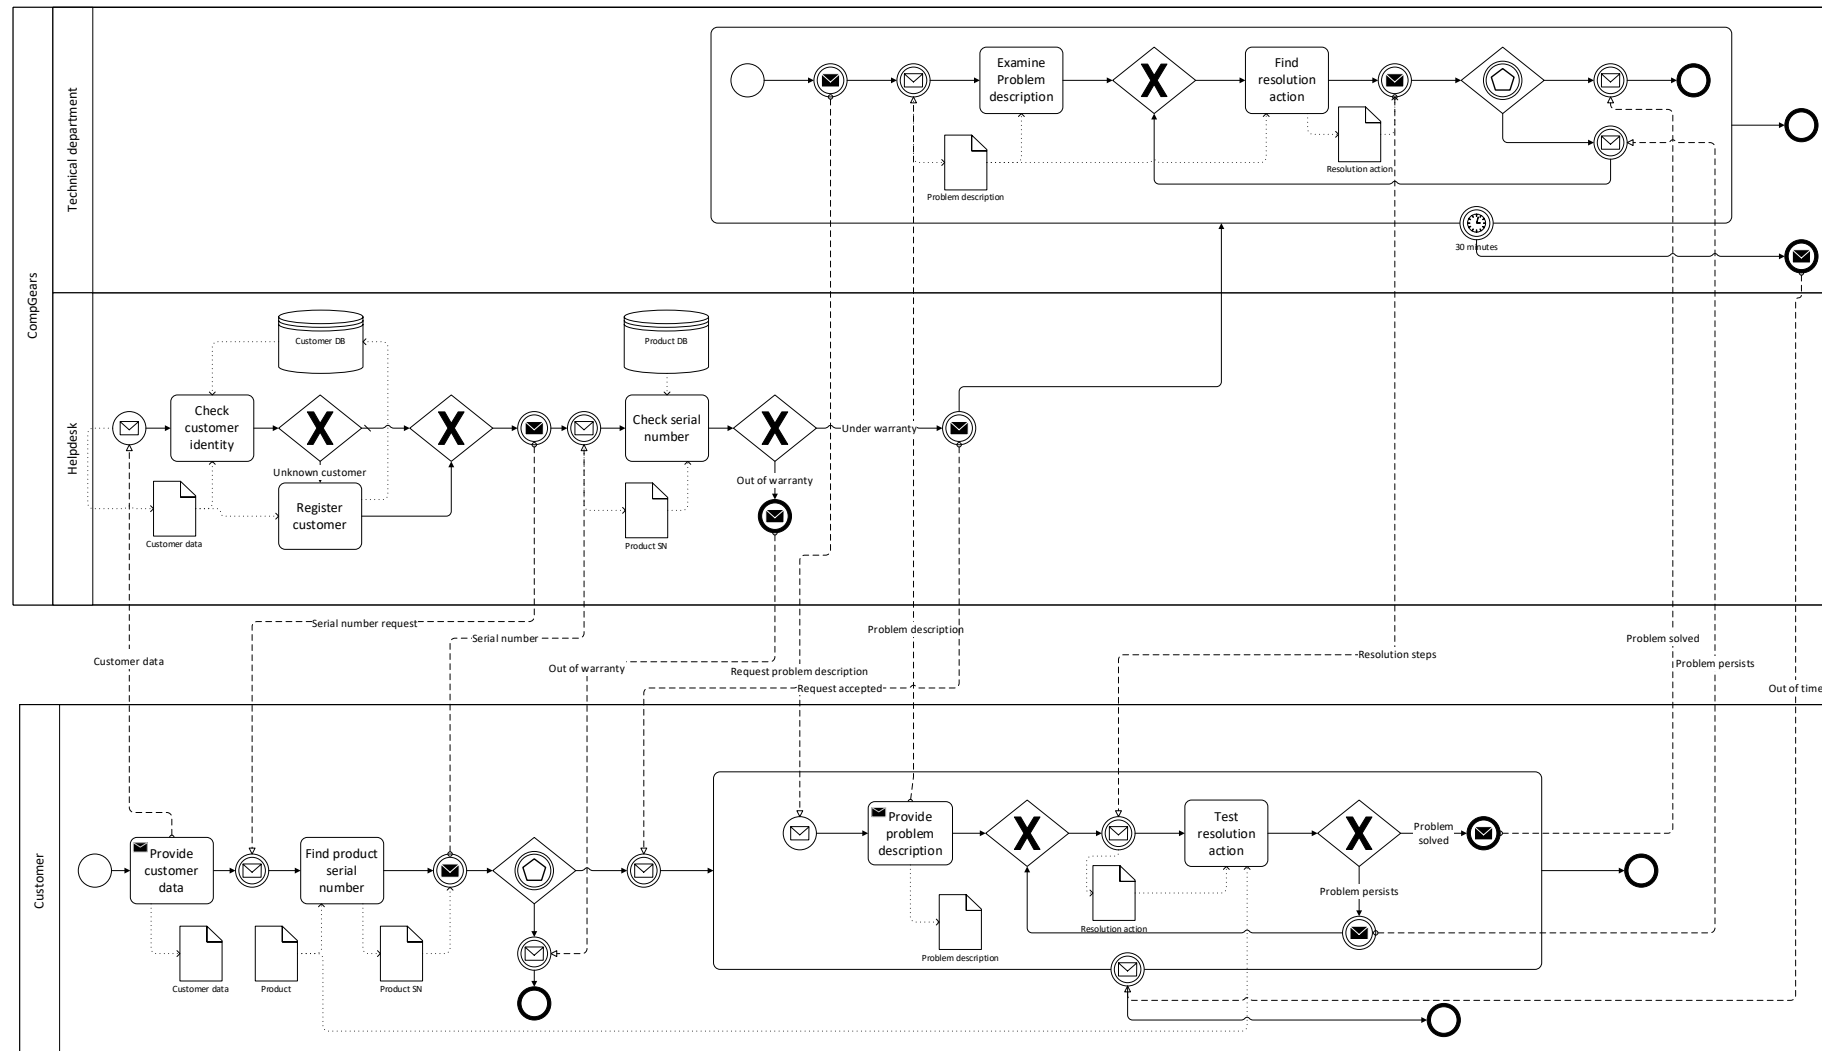 CompGears
Technical department
Examine
Problem
description
Find
resolution
action
Problem description
Resolution action
30 minutes
Helpdesk
Customer DB
Product DB
Check
customer
identity
Check serial
number
Under warranty
Unknown customer
Out of warranty
Register
customer
Customer data
Product SN
Serial number request
Serial number
Problem description
Problem solved
Customer data
Out of warranty
Request problem description
Resolution steps
Problem persists
Request accepted
Out of time
Customer
Provide
customer
data
Find product
serial
number
Provide
problem
description
Test
resolution
action
Problem
solved
Problem persists
Resolution action
Problem description
Customer data
Product
Product SN